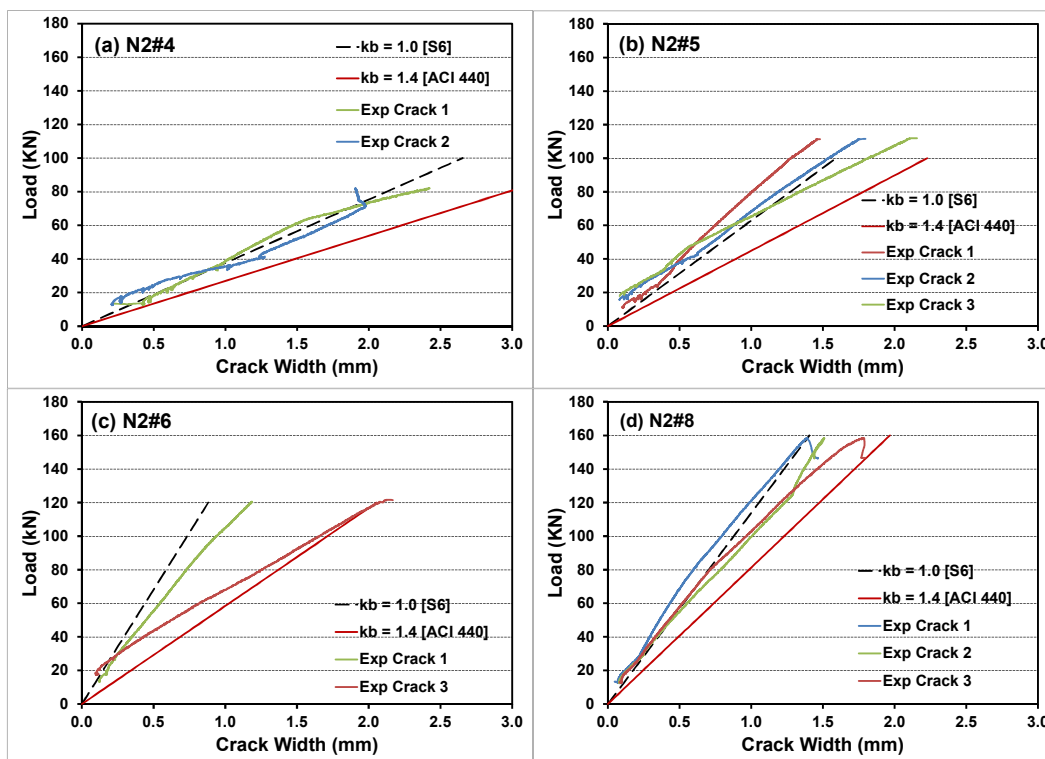 (a) N2#4
180
160
140
120
100
80
60
40
20
0
Load (KN)
kb = 1.0 [S6]
kb = 1.4 [ACI 440]
Exp Crack 1
Exp Crack 2
0.0 0.5 1.0 1.5 2.0 2.5 3.0
Crack Width (mm)
(b) N2#5
180
160
140
120
100
80
60
40
20
0
Load (KN)
kb = 1.0 [S6]
kb = 1.4 [ACI 440]
Exp Crack 1
Exp Crack 2
Exp Crack 3
0.0 0.5 1.0 1.5 2.0 2.5 3.0
Crack Width (mm)
(c) N2#6
180
160
140
120
100
80
60
40
20
0
Load (kN)
kb = 1.0 [S6]
kb = 1.4 [ACI 440]
Exp Crack 1
Exp Crack 3
0.0 0.5 1.0 1.5 2.0 2.5 3.0
Crack Width (mm)
(d) N2#8
180
160
140
120
100
80
60
40
20
0
Load (KN)
kb = 1.0 [S6]
kb = 1.4 [ACI 440]
Exp Crack 1
Exp Crack 2
Exp Crack 3
0.0 0.5 1.0 1.5 2.0 2.5 3.0
Crack Width (mm)